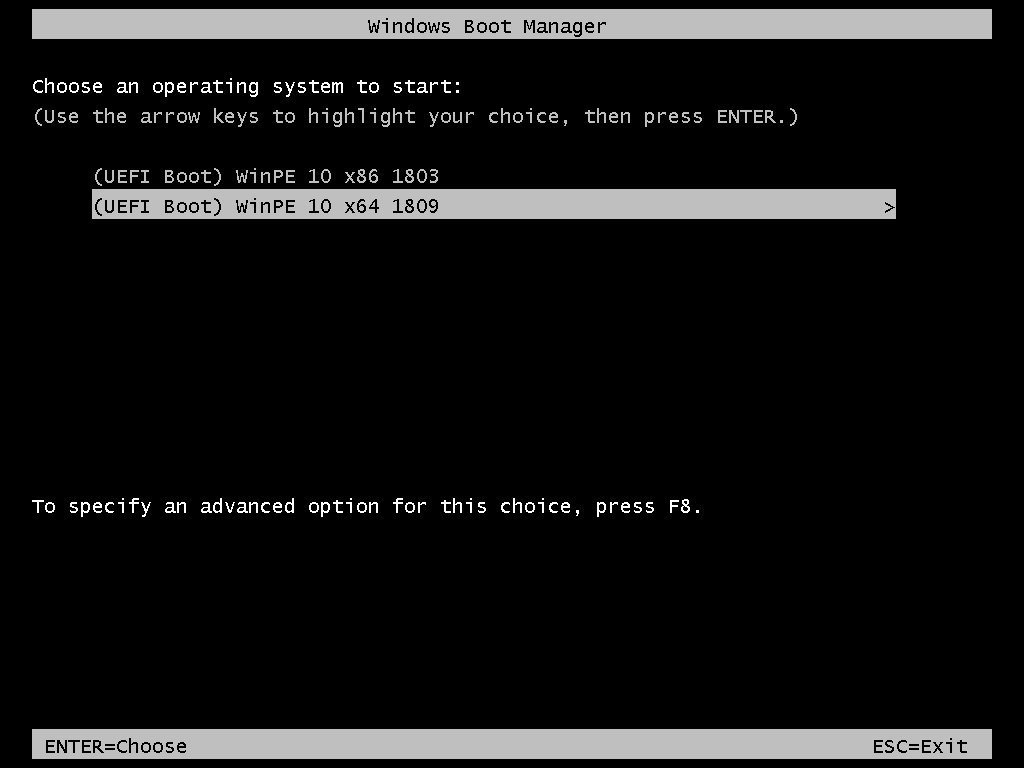 Windows Boot Manager
Choose an operating system to start:
(Use the arrow keys to highlight your choice, then press ENTER.)
(UEFI Boot) WinPE 10 x86 1803
(UEFI Boot) WinPE 10 x64 1809 >
To specify an advanced option for this choice, press F8.
ENTER=Choose ESC=Exit